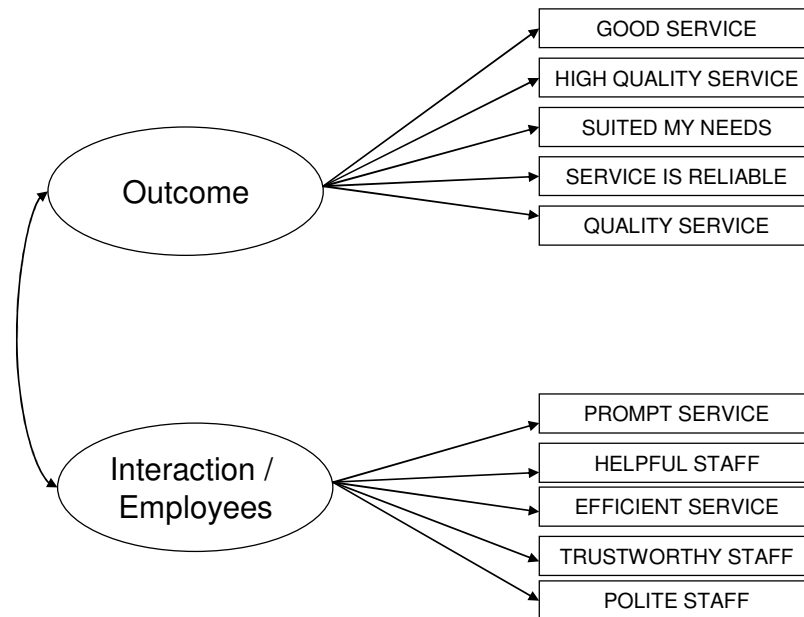 GOOD SERVICE
HIGH QUALITY SERVICE
SUITED MY NEEDS
SERVICE IS RELIABLE
QUALITY SERVICE
Outcome
PROMPT SERVICE
HELPFUL STAFF
EFFICIENT SERVICE
TRUSTWORTHY STAFF
POLITE STAFF
Interaction /
Employees